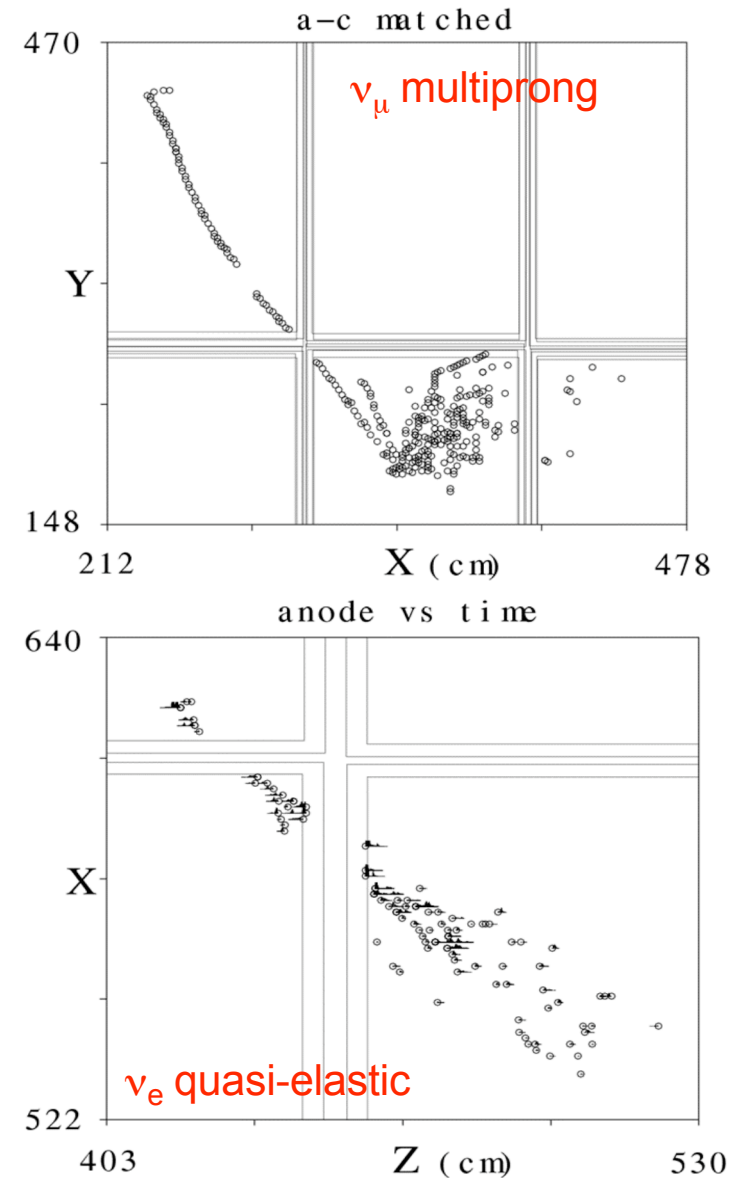 a-c matched
470
νμ multiprong
Y
148
212 X (cm) 478
anode vs time
640
X
νe quasi-elastic
522
403 Z (cm) 530